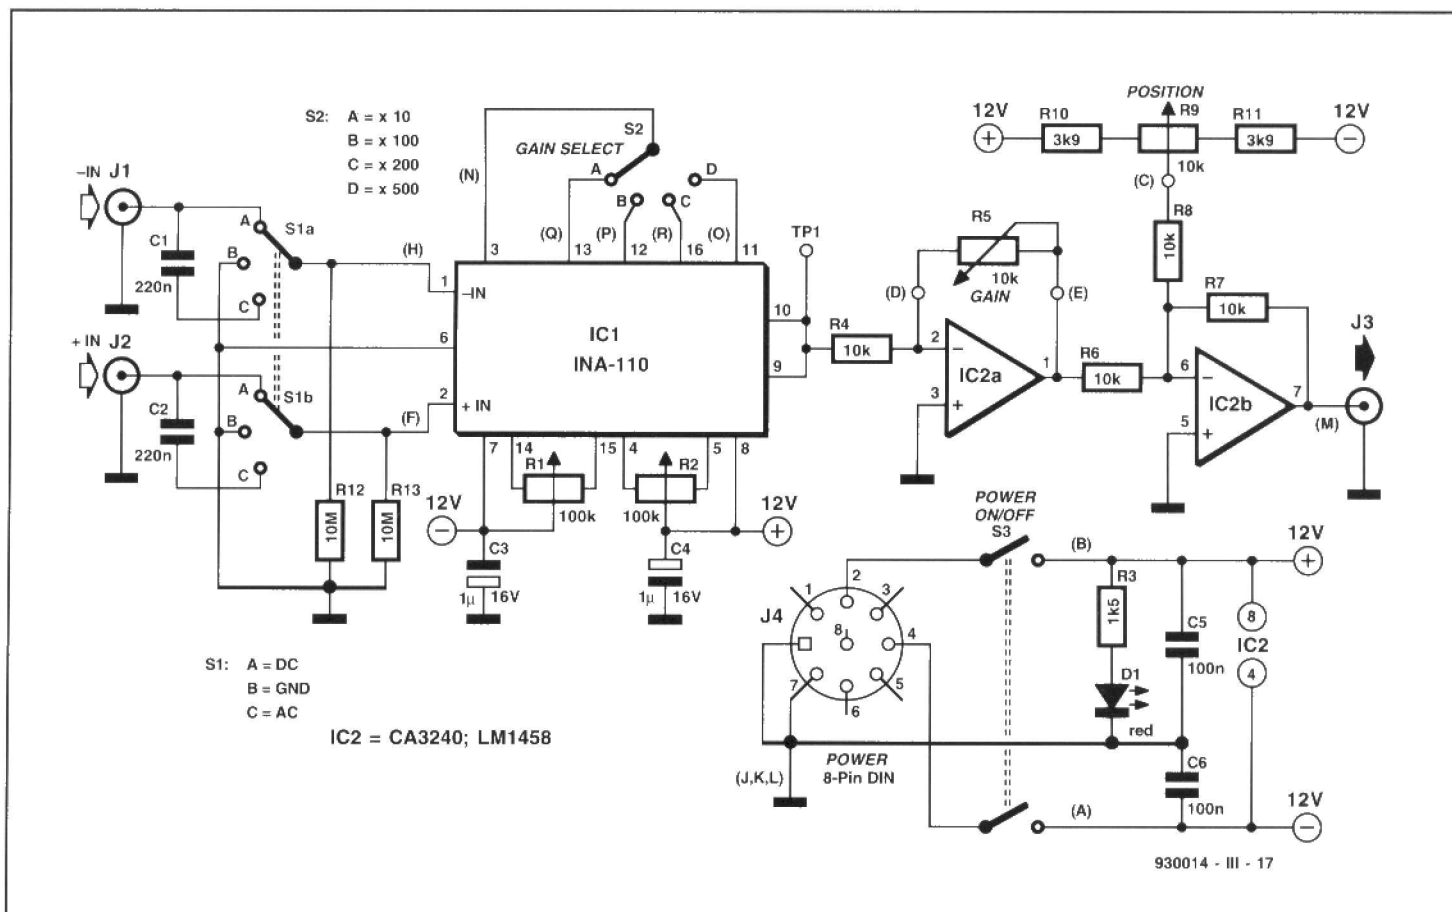 S2: A = x 10
B = x 100
C = x 200
D = x 500
GAIN SELECT
S2
(N)
A
B
C
D
(Q)
(P)
(R)
(O)
3
13
12
16
11
–IN J1
C1
220n
A
B
C
S1a
(H)
1
–IN
6
+ IN J2
C2
220n
A
B
C
S1b
(F)
2
+ IN
IC1
INA-110
10
9
TP1
7
14
15
4
5
8
R1
100k
R2
100k
R12
10M
R13
10M
12V
–
C3
1µ 16V
C4
1µ 16V
12V
+
R4
10k
R5
10k
GAIN
(D)
(E)
2
–
3
+
IC2a
1
R6
10k
12V
+
R10
3k9
POSITION
R9
10k
R11
3k9
12V
–
(C)
R8
10k
R7
10k
6
–
5
+
IC2b
7
(M)
J3
S1: A = DC
B = GND
C = AC
IC2 = CA3240; LM1458
POWER
ON/OFF
S3
(B)
J4
1
2
3
4
5
6
7
8
(J,K,L)
POWER
8-Pin DIN
(A)
R3
1k5
D1
red
C5
100n
C6
100n
8
IC2
4
12V
+
12V
–
930014 - III - 17